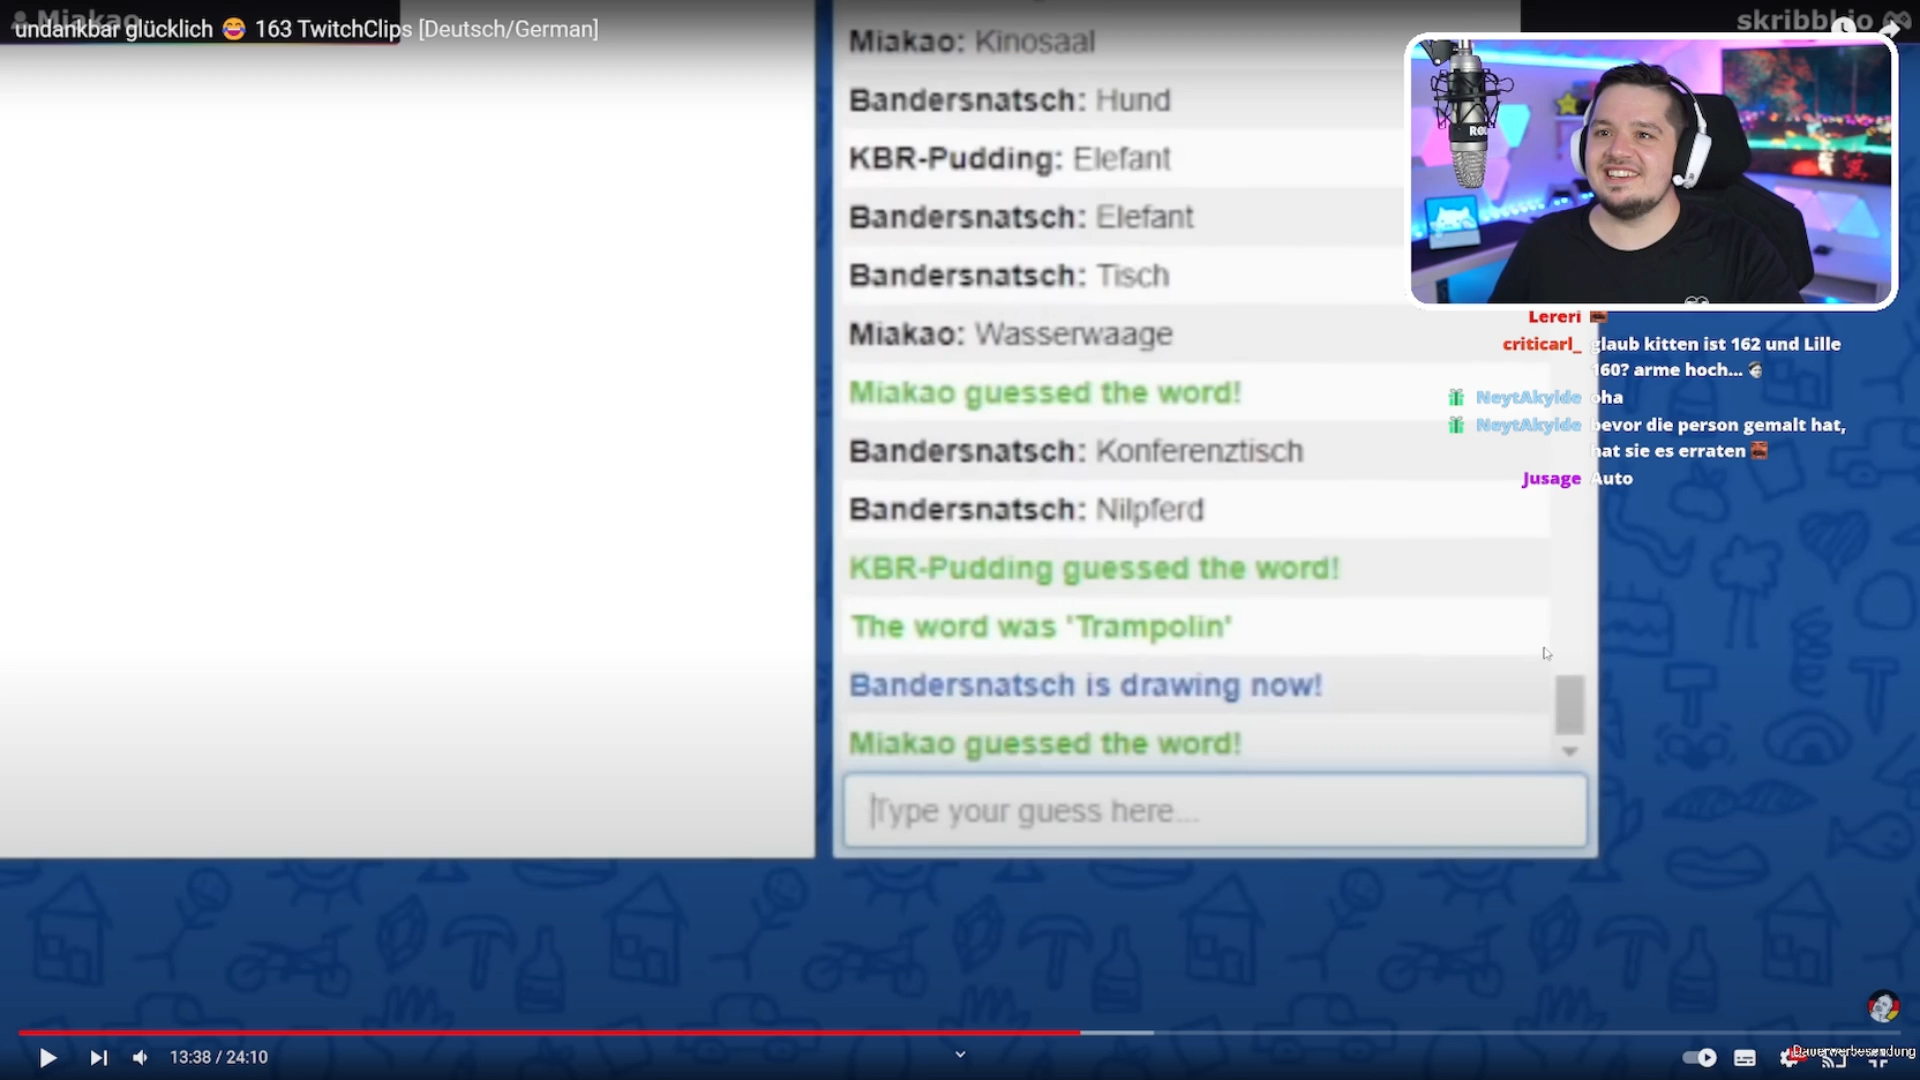 undankbar glücklich 😂 163 TwitchClips [Deutsch/German]
Miakao
skribbl.io
Miakao: Kinosaal
Bandersnatsch: Hund
KBR-Pudding: Elefant
Bandersnatsch: Elefant
Bandersnatsch: Tisch
Miakao: Wasserwaage
Miakao guessed the word!
Bandersnatsch: Konferenztisch
Bandersnatsch: Nilpferd
KBR-Pudding guessed the word!
The word was 'Trampolin'
Bandersnatsch is drawing now!
Miakao guessed the word!
Type your guess here...
Lereri
criticarl_ glaub kitten ist 162 und Lille
160? arme hoch...
NeytAkyide oha
NeytAkyide bevor die person gemalt hat,
hat sie es erraten
Jusage Auto
13:38 / 24:10
Dauerwerbesendung